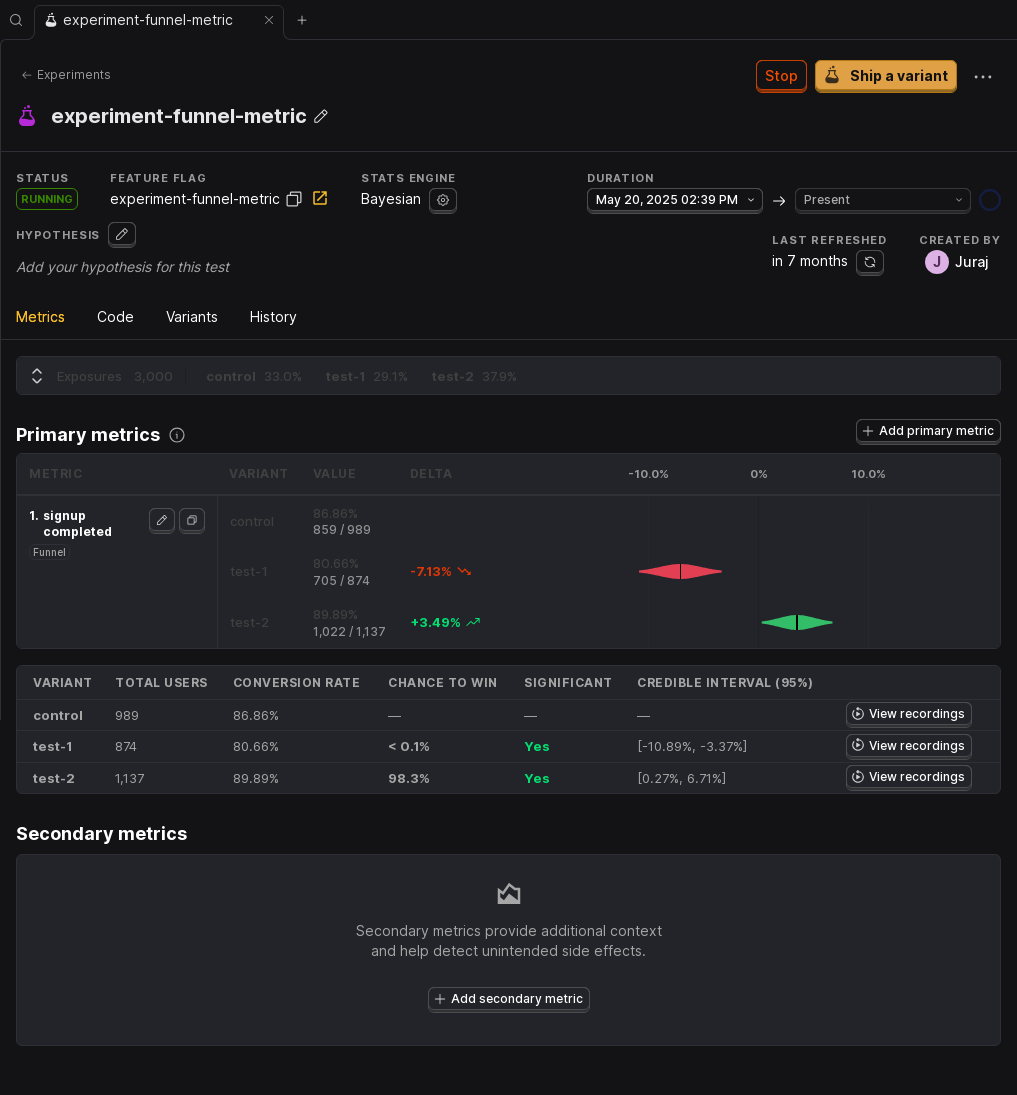 experiment-funnel-metric
Experiments
Stop
Ship a variant
experiment-funnel-metric
STATUS
RUNNING
FEATURE FLAG
experiment-funnel-metric
STATS ENGINE
Bayesian
DURATION
May 20, 2025 02:39 PM
Present
HYPOTHESIS
Add your hypothesis for this test
LAST REFRESHED
in 7 months
CREATED BY
J Juraj
Metrics Code Variants History
Exposures 3,000 control 33.0% test-1 29.1% test-2 37.9%
Primary metrics
Add primary metric
METRIC VARIANT VALUE DELTA -10.0% 0% 10.0%
1. signup
completed
Funnel
control 86.86%
859 / 989
test-1 80.66%
705 / 874
-7.13%
test-2 89.89%
1,022 / 1,137
+3.49%
VARIANT TOTAL USERS CONVERSION RATE CHANCE TO WIN SIGNIFICANT CREDIBLE INTERVAL (95%)
control 989 86.86% — — — View recordings
test-1 874 80.66% < 0.1% Yes [-10.89%, -3.37%] View recordings
test-2 1,137 89.89% 98.3% Yes [0.27%, 6.71%] View recordings
Secondary metrics
Secondary metrics provide additional context
and help detect unintended side effects.
Add secondary metric